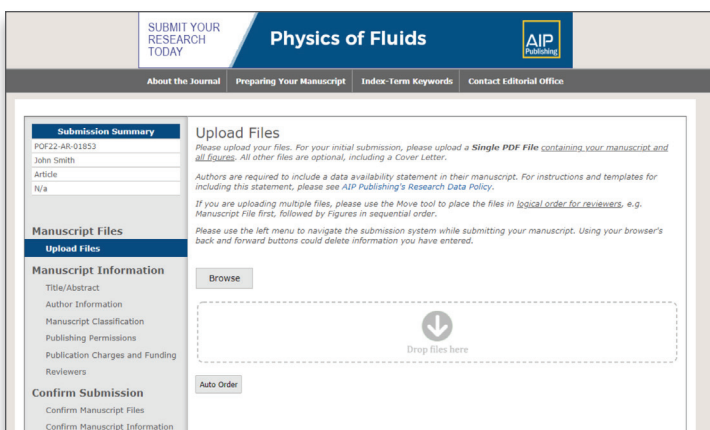 SUBMIT YOUR
RESEARCH
TODAY
Physics of Fluids
AIP
Publishing
About the Journal
Preparing Your Manuscript
Index-Term Keywords
Contact Editorial Office
Submission Summary
POF22-AR-01853
John Smith
Article
N/a
Manuscript Files
Upload Files
Manuscript Information
Title/Abstract
Author Information
Manuscript Classification
Publishing Permissions
Publication Charges and Funding
Reviewers
Confirm Submission
Confirm Manuscript Files
Confirm Manuscript Information
Upload Files
Please upload your files. For your initial submission, please upload a Single PDF File containing your manuscript and
all figures. All other files are optional, including a Cover Letter.
Authors are required to include a data availability statement in their manuscript. For instructions and templates for
including this statement, please see AIP Publishing's Research Data Policy.
If you are uploading multiple files, please use the Move tool to place the files in logical order for reviewers, e.g.
Manuscript File first, followed by Figures in sequential order.
Please use the left menu to navigate the submission system while submitting your manuscript. Using your browser's
back and forward buttons could delete information you have entered.
Browse
Drop files here
Auto Order